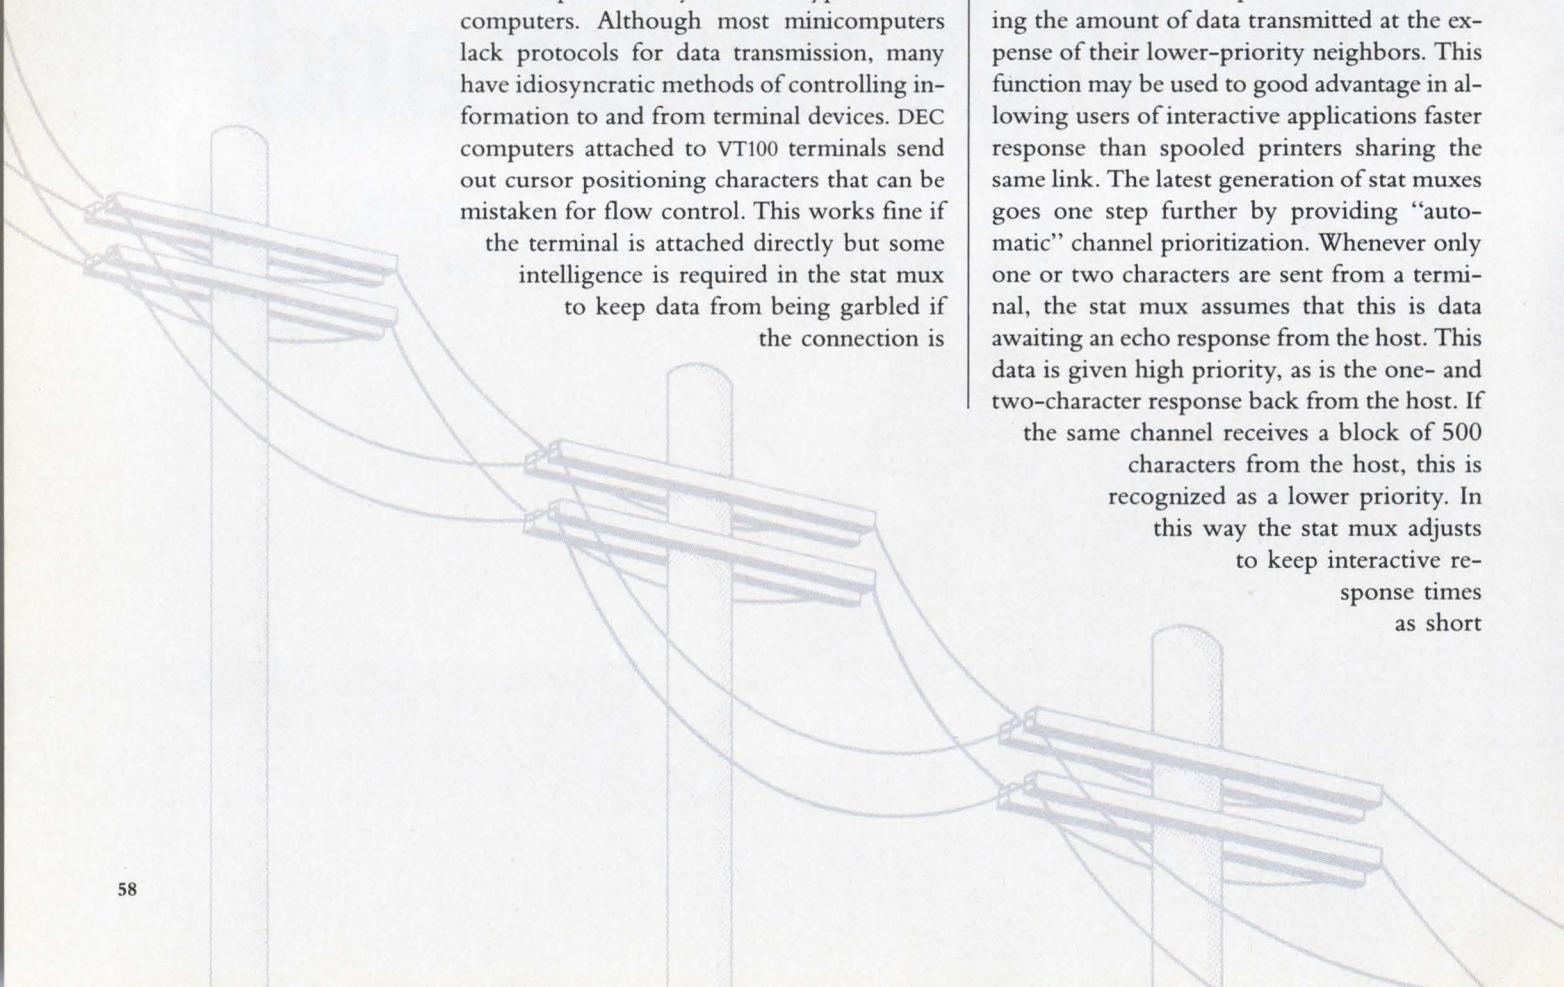 computers. Although most minicomputers
lack protocols for data transmission, many
have idiosyncratic methods of controlling in-
formation to and from terminal devices. DEC
computers attached to VT100 terminals send
out cursor positioning characters that can be
mistaken for flow control. This works fine if
the terminal is attached directly but some
intelligence is required in the stat mux
to keep data from being garbled if
the connection is
ing the amount of data transmitted at the ex-
pense of their lower-priority neighbors. This
function may be used to good advantage in al-
lowing users of interactive applications faster
response than spooled printers sharing the
same link. The latest generation of stat muxes
goes one step further by providing “auto-
matic” channel prioritization. Whenever only
one or two characters are sent from a termi-
nal, the stat mux assumes that this is data
awaiting an echo response from the host. This
data is given high priority, as is the one- and
two-character response back from the host. If
the same channel receives a block of 500
characters from the host, this is
recognized as a lower priority. In
this way the stat mux adjusts
to keep interactive re-
sponse times
as short
58